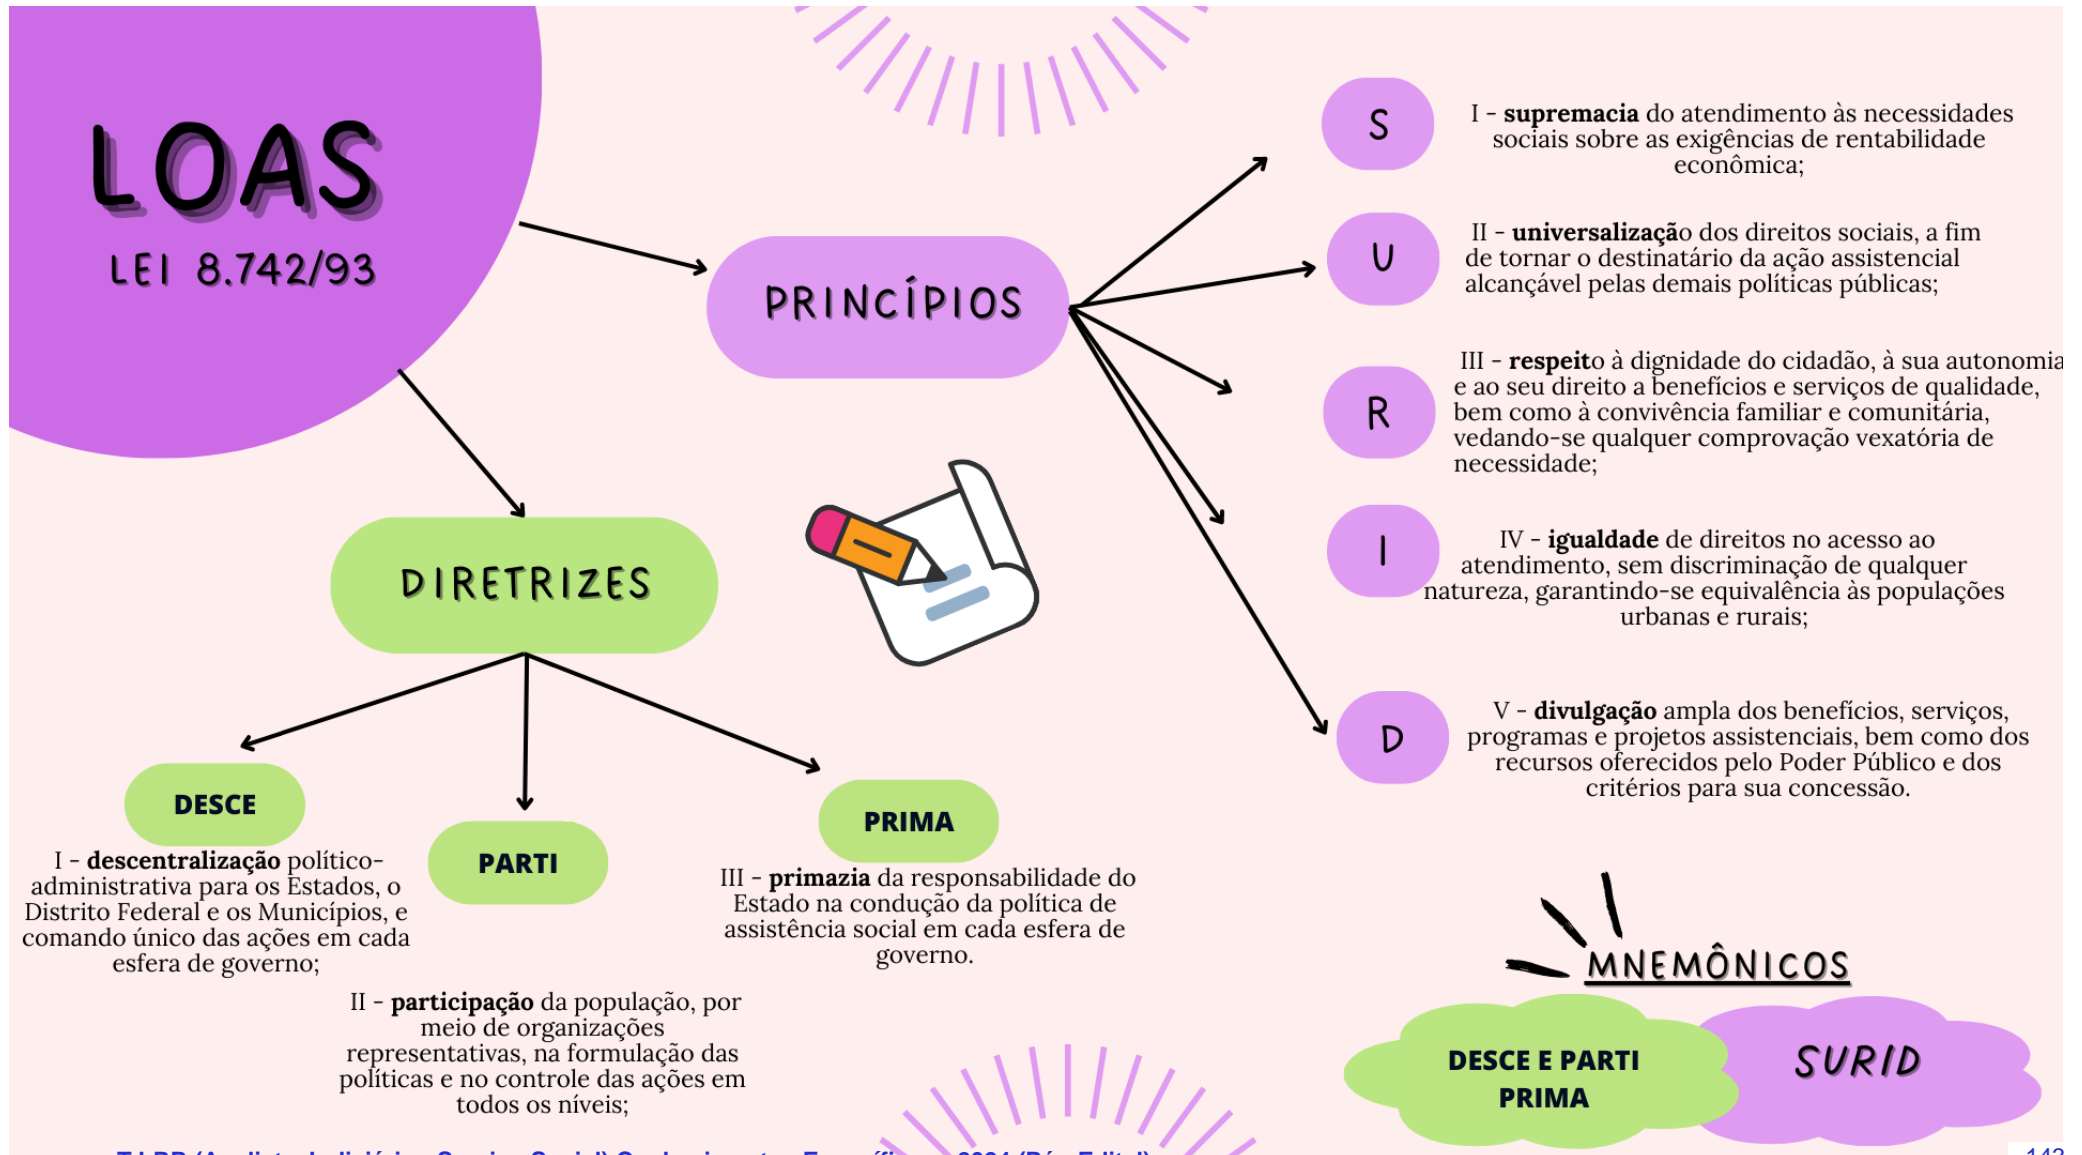 LOAS
LEI 8.742/93
PRINCÍPIOS
S
I - supremacia do atendimento às necessidades
sociais sobre as exigências de rentabilidade
econômica;
U
II - universalização dos direitos sociais, a fim
de tornar o destinatário da ação assistencial
alcançável pelas demais políticas públicas;
R
III - respeito à dignidade do cidadão, à sua autonomia
e ao seu direito a benefícios e serviços de qualidade,
bem como à convivência familiar e comunitária,
vedando-se qualquer comprovação vexatória de
necessidade;
I
IV - igualdade de direitos no acesso ao
atendimento, sem discriminação de qualquer
natureza, garantindo-se equivalência às populações
urbanas e rurais;
D
V - divulgação ampla dos benefícios, serviços,
programas e projetos assistenciais, bem como dos
recursos oferecidos pelo Poder Público e dos
critérios para sua concessão.
DIRETRIZES
DESCE
I - descentralização político-
administrativa para os Estados, o
Distrito Federal e os Municípios, e
comando único das ações em cada
esfera de governo;
PARTI
II - participação da população, por
meio de organizações
representativas, na formulação das
políticas e no controle das ações em
todos os níveis;
PRIMA
III - primazia da responsabilidade do
Estado na condução da política de
assistência social em cada esfera de
governo.
MNEMÔNICOS
DESCE E PARTI
PRIMA
SURID